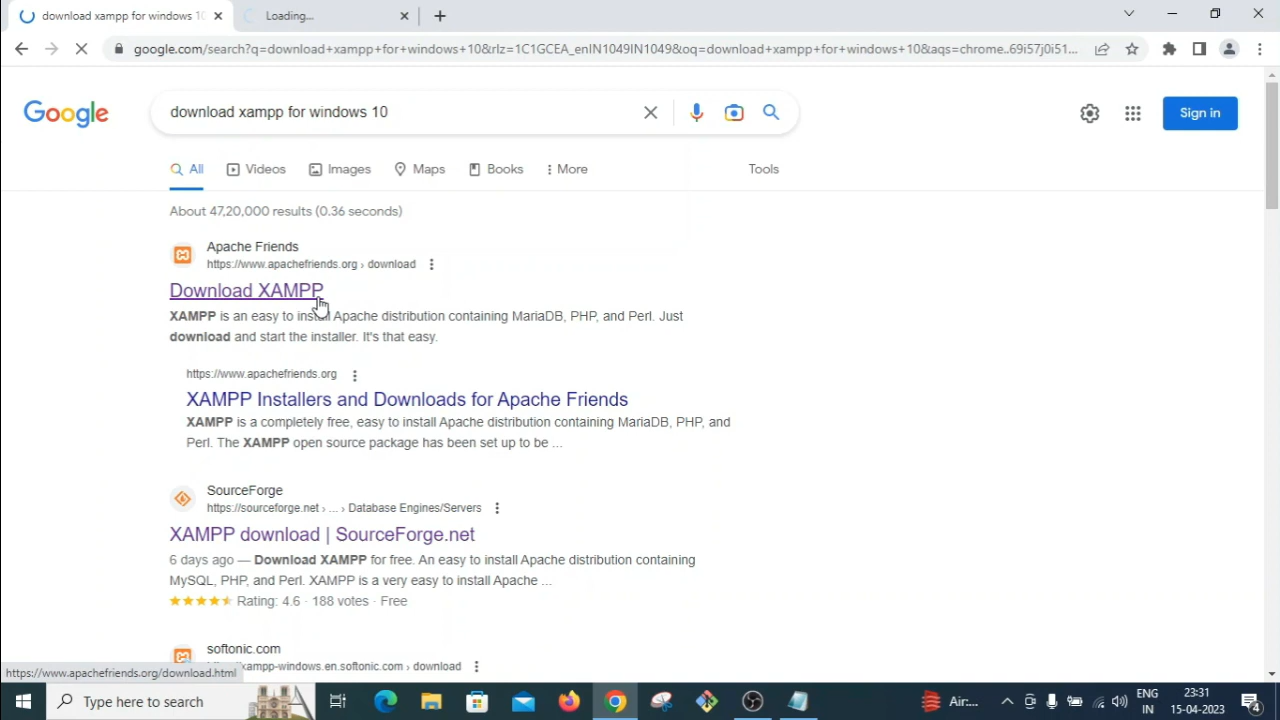 download xampp for windows 10
Loading...
google.com/search?q=download+xampp+for+windows+10&rlz=1C1GCEA_enIN1049IN1049&oq=download+xampp+for+windows+10&aqs=chrome..69i57j0i51...
Google
download xampp for windows 10
Sign in
All
Videos
Images
Maps
Books
More
Tools
About 47,20,000 results (0.36 seconds)
Apache Friends
https://www.apachefriends.org › download
Download XAMPP
XAMPP is an easy to install Apache distribution containing MariaDB, PHP, and Perl. Just
download and start the installer. It's that easy.
https://www.apachefriends.org
XAMPP Installers and Downloads for Apache Friends
XAMPP is a completely free, easy to install Apache distribution containing MariaDB, PHP, and
Perl. The XAMPP open source package has been set up to be ...
SourceForge
https://sourceforge.net › ... › Database Engines/Servers
XAMPP download | SourceForge.net
6 days ago — Download XAMPP for free. An easy to install Apache distribution containing
MySQL, PHP, and Perl. XAMPP is a very easy to install Apache ...
Rating: 4.6 · 188 votes · Free
softonic.com
xampp-windows.en.softonic.com › download
https://www.apachefriends.org/download.html
Type here to search
Air:...
ENG
IN
23:31
15-04-2023
4